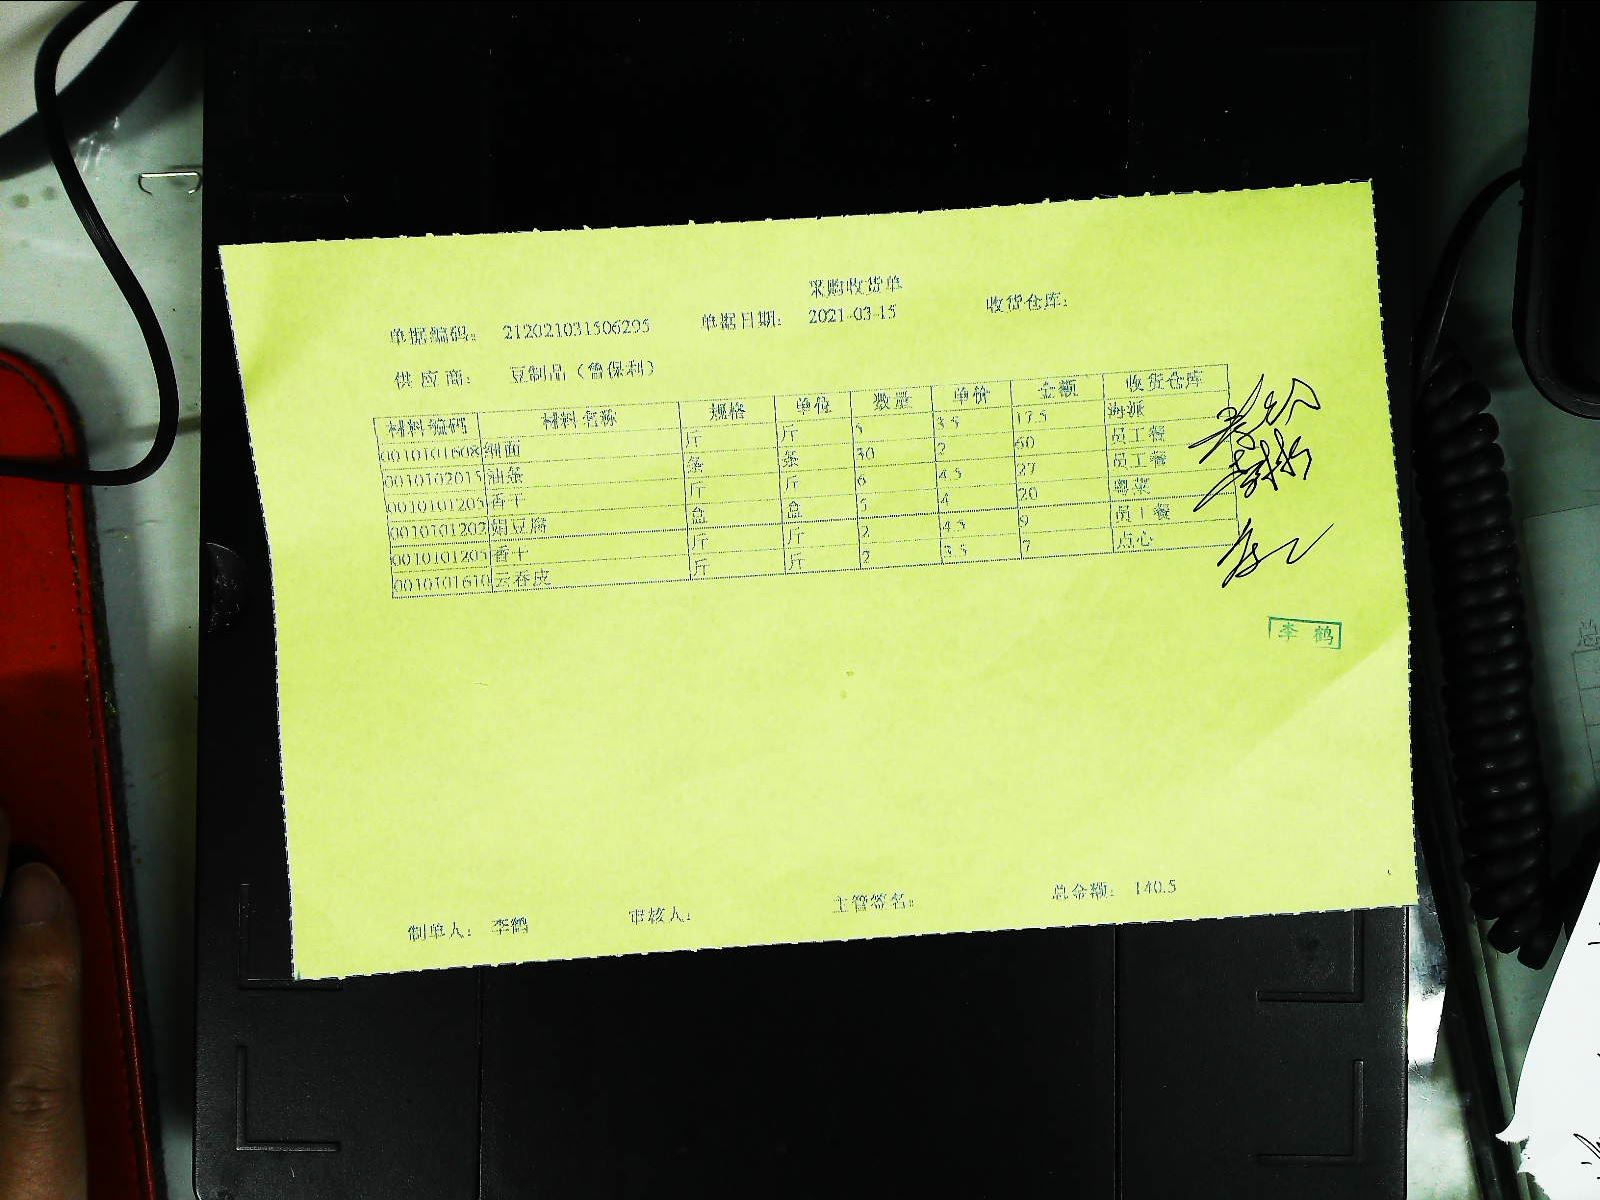 采购收货单
单据编码： 212021031506295 单据日期： 2021-03-15 收货仓库：
供应商： 豆制品（鲁保利）
材料编码 材料名称 规格 单位 数量 单价 金额 收货仓库
0010101608 细面 斤 斤 5 3.5 17.5 海派
0010102015 油条 条 条 30 2 60 员工餐
0010101205 香干 斤 斤 6 4.5 27 员工餐
0010101202 绢豆腐 盒 盒 5 4 20 粤菜
0010101205 香干 斤 斤 2 4.5 9 员工餐
0010101610 云吞皮 斤 斤 2 3.5 7 点心
李鹤
制单人： 李鹤 审核人： 主管签名： 总金额： 140.5